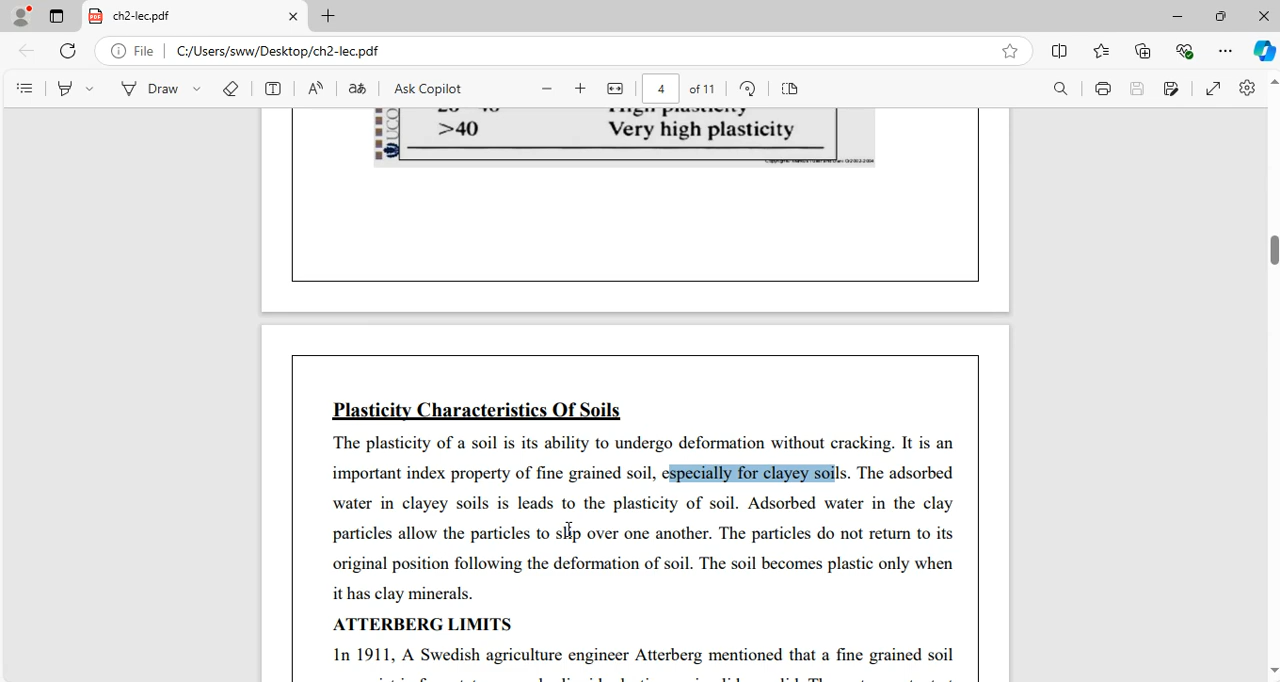 ch2-lec.pdf
File
C:/Users/sww/Desktop/ch2-lec.pdf
Draw
aあ
Ask Copilot
4 of 11
High plasticity
>40 Very high plasticity
UCO
Plasticity Characteristics Of Soils
The plasticity of a soil is its ability to undergo deformation without cracking. It is an
important index property of fine grained soil, especially for clayey soils. The adsorbed
water in clayey soils is leads to the plasticity of soil. Adsorbed water in the clay
particles allow the particles to slip over one another. The particles do not return to its
original position following the deformation of soil. The soil becomes plastic only when
it has clay minerals.
ATTERBERG LIMITS
1n 1911, A Swedish agriculture engineer Atterberg mentioned that a fine grained soil